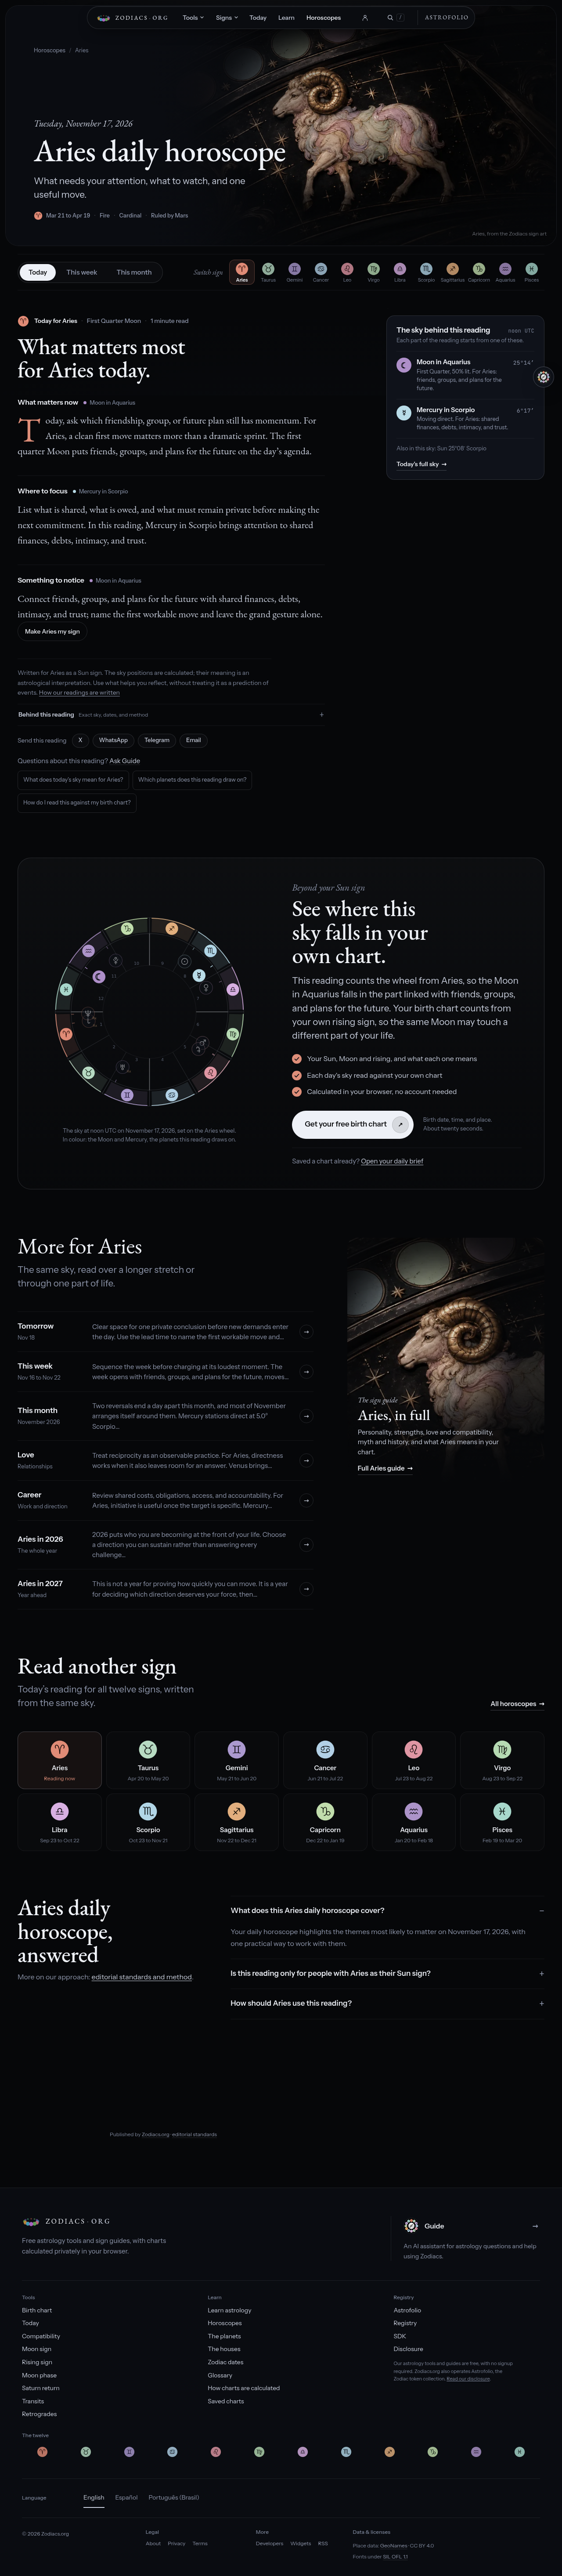 ZODIACS·ORG
Tools
Signs
Today
Learn
Horoscopes
/
ASTROFOLIO
Horoscopes / Aries
Tuesday, November 17, 2026
Aries daily horoscope
What needs your attention, what to watch, and one
useful move.
Mar 21 to Apr 19 · Fire · Cardinal · Ruled by Mars
Aries, from the Zodiacs sign art
Today
This week
This month
Switch sign
Aries
Taurus
Gemini
Cancer
Leo
Virgo
Libra
Scorpio
Sagittarius
Capricorn
Aquarius
Pisces
Today for Aries · First Quarter Moon · 1 minute read
What matters most
for Aries today.
What matters now • Moon in Aquarius
Today, ask which friendship, group, or future plan still has momentum. For
Aries, a clean first move matters more than a dramatic sprint. The first
quarter Moon puts friends, groups, and plans for the future on the day's agenda.
Where to focus • Mercury in Scorpio
List what is shared, what is owed, and what must remain private before making the
next commitment. In this reading, Mercury in Scorpio brings attention to shared
finances, debts, intimacy, and trust.
Something to notice • Moon in Aquarius
Connect friends, groups, and plans for the future with shared finances, debts,
intimacy, and trust; name the first workable move and leave the grand gesture alone.
Make Aries my sign
Written for Aries as a Sun sign. The sky positions are calculated; their meaning is an
astrological interpretation. Use what helps you reflect, without treating it as a prediction of
events. How our readings are written
Behind this reading Exact sky, dates, and method +
Send this reading
X
WhatsApp
Telegram
Email
Questions about this reading? Ask Guide
What does today's sky mean for Aries?
Which planets does this reading draw on?
How do I read this against my birth chart?
The sky behind this reading noon UTC
Each part of the reading starts from one of these.
Moon in Aquarius 25°14′
First Quarter, 50% lit. For Aries:
friends, groups, and plans for the
future.
Mercury in Scorpio 6°17′
Moving direct. For Aries: shared
finances, debts, intimacy, and trust.
Also in this sky: Sun 25°08′ Scorpio
Today's full sky →
Beyond your Sun sign
See where this
sky falls in your
own chart.
This reading counts the wheel from Aries, so the Moon
in Aquarius falls in the part linked with friends, groups,
and plans for the future. Your birth chart counts from
your own rising sign, so the same Moon may touch a
different part of your life.
Your Sun, Moon and rising, and what each one means
Each day's sky read against your own chart
Calculated in your browser, no account needed
Get your free birth chart ↗
Birth date, time, and place.
About twenty seconds.
Saved a chart already? Open your daily brief
The sky at noon UTC on November 17, 2026, set on the Aries wheel.
In colour: the Moon and Mercury, the planets this reading draws on.
More for Aries
The same sky, read over a longer stretch or
through one part of life.
Tomorrow
Nov 18
Clear space for one private conclusion before new demands enter
the day. Use the lead time to name the first workable move and...
→
This week
Nov 16 to Nov 22
Sequence the week before charging at its loudest moment. The
week opens with friends, groups, and plans for the future, moves...
→
This month
November 2026
Two reversals end a day apart this month, and most of November
arranges itself around them. Mercury stations direct at 5.0°
Scorpio...
→
Love
Relationships
Treat reciprocity as an observable practice. For Aries, directness
works when it also leaves room for an answer. Venus brings...
→
Career
Work and direction
Review shared costs, obligations, access, and accountability. For
Aries, initiative is useful once the target is specific. Mercury...
→
Aries in 2026
The whole year
2026 puts who you are becoming at the front of your life. Choose
a direction you can sustain rather than answering every
challenge...
→
Aries in 2027
Year ahead
This is not a year for proving how quickly you can move. It is a year
for deciding which direction deserves your force, then...
→
The sign guide
Aries, in full
Personality, strengths, love and compatibility,
myth and history, and what Aries means in your
chart.
Full Aries guide →
Read another sign
Today's reading for all twelve signs, written
from the same sky.
All horoscopes →
Aries
Reading now
Taurus
Apr 20 to May 20
Gemini
May 21 to Jun 20
Cancer
Jun 21 to Jul 22
Leo
Jul 23 to Aug 22
Virgo
Aug 23 to Sep 22
Libra
Sep 23 to Oct 22
Scorpio
Oct 23 to Nov 21
Sagittarius
Nov 22 to Dec 21
Capricorn
Dec 22 to Jan 19
Aquarius
Jan 20 to Feb 18
Pisces
Feb 19 to Mar 20
Aries daily
horoscope,
answered
More on our approach: editorial standards and method.
What does this Aries daily horoscope cover? −
Your daily horoscope highlights the themes most likely to matter on November 17, 2026, with
one practical way to work with them.
Is this reading only for people with Aries as their Sun sign? +
How should Aries use this reading? +
Published by Zodiacs.org · editorial standards
ZODIACS·ORG
Free astrology tools and sign guides, with charts
calculated privately in your browser.
Guide →
An AI assistant for astrology questions and help
using Zodiacs.
Tools
Birth chart
Today
Compatibility
Moon sign
Rising sign
Moon phase
Saturn return
Transits
Retrogrades
Learn
Learn astrology
Horoscopes
The planets
The houses
Zodiac dates
Glossary
How charts are calculated
Saved charts
Registry
Astrofolio
Registry
SDK
Disclosure
Our astrology tools and guides are free, with no signup
required. Zodiacs.org also operates Astrofolio, the
Zodiac token collection. Read our disclosure.
The twelve
Language
English
Español
Português (Brasil)
© 2026 Zodiacs.org
Legal
About
Privacy
Terms
More
Developers
Widgets
RSS
Data & licenses
Place data: GeoNames · CC BY 4.0
Fonts under SIL OFL 1.1